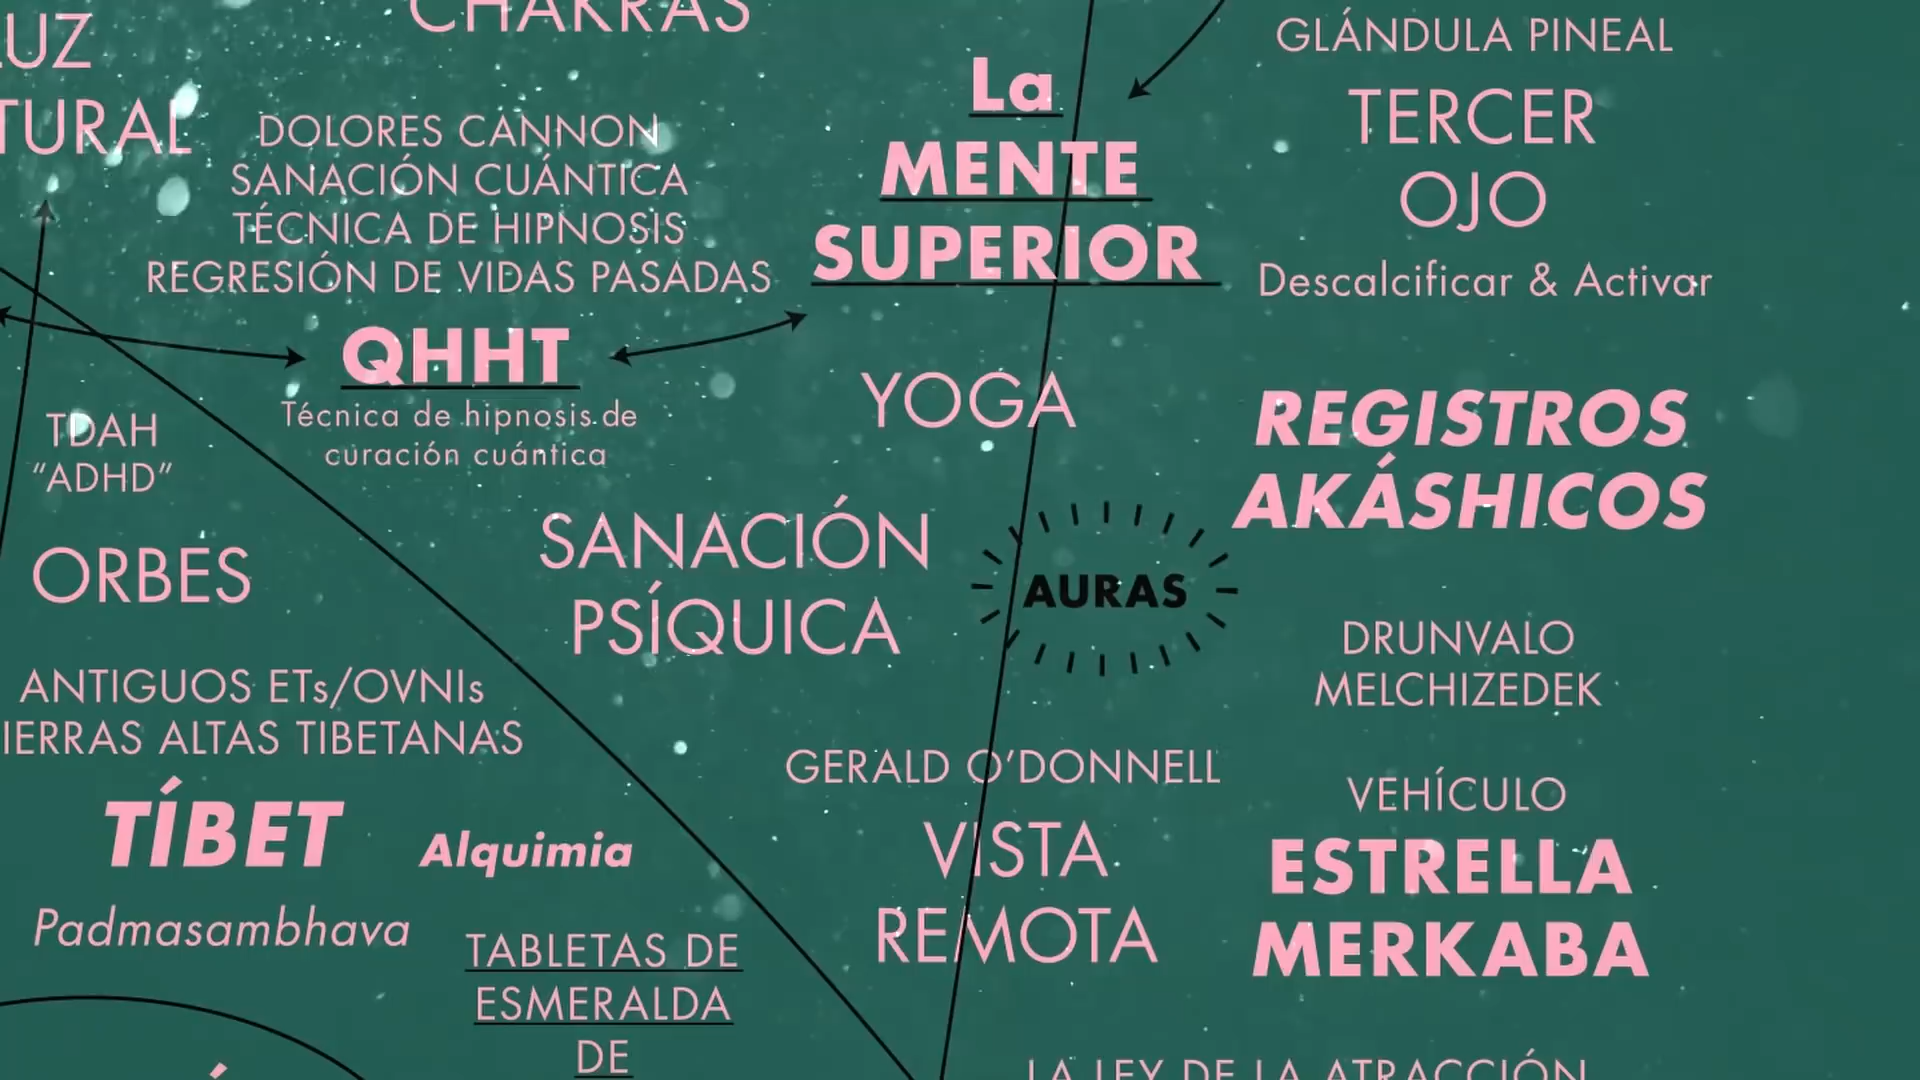 CHAKRAS
LUZ
TURAL
DOLORES CANNON
SANACIÓN CUÁNTICA
TÉCNICA DE HIPNOSIS
REGRESIÓN DE VIDAS PASADAS
QHHT
Técnica de hipnosis de
curación cuántica
La
MENTE
SUPERIOR
GLÁNDULA PINEAL
TERCER
OJO
Descalcificar & Activar
YOGA
REGISTROS
AKÁSHICOS
TDAH
“ADHD”
ORBES
SANACIÓN
PSÍQUICA
AURAS
DRUNVALO
MELCHIZEDEK
ANTIGUOS ETs/OVNIs
IERRAS ALTAS TIBETANAS
TÍBET
Padmasambhava
Alquimia
TABLETAS DE
ESMERALDA
DE
GERALD O’DONNELL
VISTA
REMOTA
VEHÍCULO
ESTRELLA
MERKABA
LA LEY DE LA ATRACCIÓN